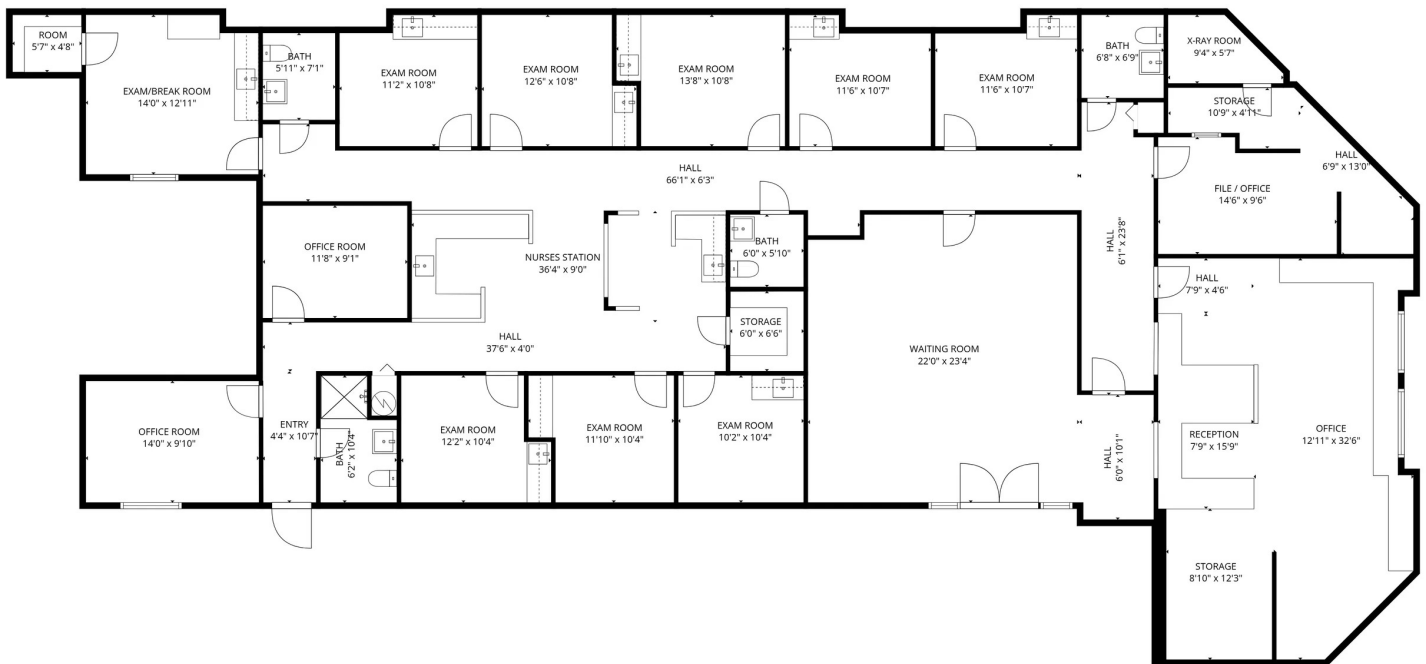 ROOM
5'7" x 4'8"
EXAM/BREAK ROOM
14'0" x 12'11"
BATH
5'11" x 7'1"
EXAM ROOM
11'2" x 10'8"
EXAM ROOM
12'6" x 10'8"
EXAM ROOM
13'8" x 10'8"
EXAM ROOM
11'6" x 10'7"
EXAM ROOM
11'6" x 10'7"
BATH
6'8" x 6'9"
X-RAY ROOM
9'4" x 5'7"
STORAGE
10'9" x 4'11"
HALL
6'9" x 13'0"
HALL
66'1" x 6'3"
FILE / OFFICE
14'6" x 9'6"
OFFICE ROOM
11'8" x 9'1"
NURSES STATION
36'4" x 9'0"
BATH
6'0" x 5'10"
HALL
6'1" x 23'8"
HALL
7'9" x 4'6"
STORAGE
6'0" x 6'6"
HALL
37'6" x 4'0"
WAITING ROOM
22'0" x 23'4"
OFFICE ROOM
14'0" x 9'10"
ENTRY
4'4" x 10'7"
BATH
6'2" x 10'4"
EXAM ROOM
12'2" x 10'4"
EXAM ROOM
11'10" x 10'4"
EXAM ROOM
10'2" x 10'4"
HALL
6'0" x 10'1"
RECEPTION
7'9" x 15'9"
OFFICE
12'11" x 32'6"
STORAGE
8'10" x 12'3"